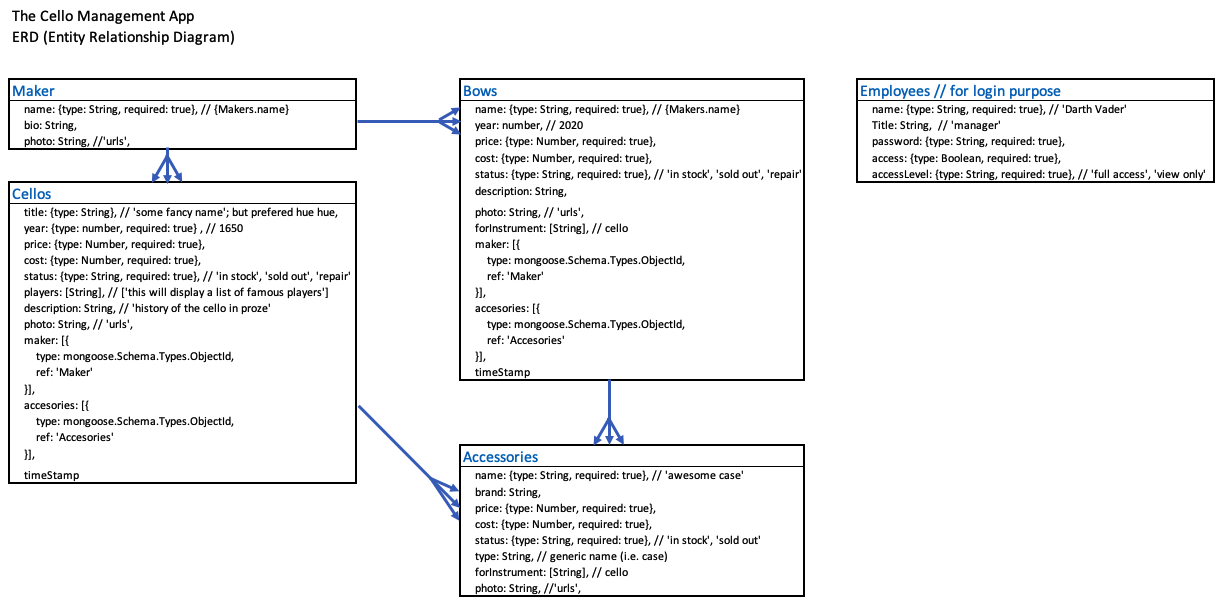 The Cello Management App
ERD (Entity Relationship Diagram)
Maker
name: {type: String, required: true}, // {Makers.name}
bio: String,
photo: String, //'urls',
Cellos
title: {type: String}, // 'some fancy name'; but prefered hue hue,
year: {type: number, required: true} , // 1650
price: {type: Number, required: true},
cost: {type: Number, required: true},
status: {type: String, required: true}, // 'in stock', 'sold out', 'repair'
players: [String], // ['this will display a list of famous players']
description: String, // 'history of the cello in proze'
photo: String, // 'urls',
maker: [{
type: mongoose.Schema.Types.ObjectId,
ref: 'Maker'
}],
accesories: [{
type: mongoose.Schema.Types.ObjectId,
ref: 'Accesories'
}],
timeStamp
Bows
name: {type: String, required: true}, // {Makers.name}
year: number, // 2020
price: {type: Number, required: true},
cost: {type: Number, required: true},
status: {type: String, required: true}, // 'in stock', 'sold out', 'repair'
description: String,
photo: String, // 'urls',
forInstrument: [String], // cello
maker: [{
type: mongoose.Schema.Types.ObjectId,
ref: 'Maker'
}],
accesories: [{
type: mongoose.Schema.Types.ObjectId,
ref: 'Accesories'
}],
timeStamp
Accessories
name: {type: String, required: true}, // 'awesome case'
brand: String,
price: {type: Number, required: true},
cost: {type: Number, required: true},
status: {type: String, required: true}, // 'in stock', 'sold out'
type: String, // generic name (i.e. case)
forInstrument: [String], // cello
photo: String, //'urls',
Employees // for login purpose
name: {type: String, required: true}, // 'Darth Vader'
Title: String, // 'manager'
password: {type: String, required: true},
access: {type: Boolean, required: true},
accessLevel: {type: String, required: true}, // 'full access', 'view only'